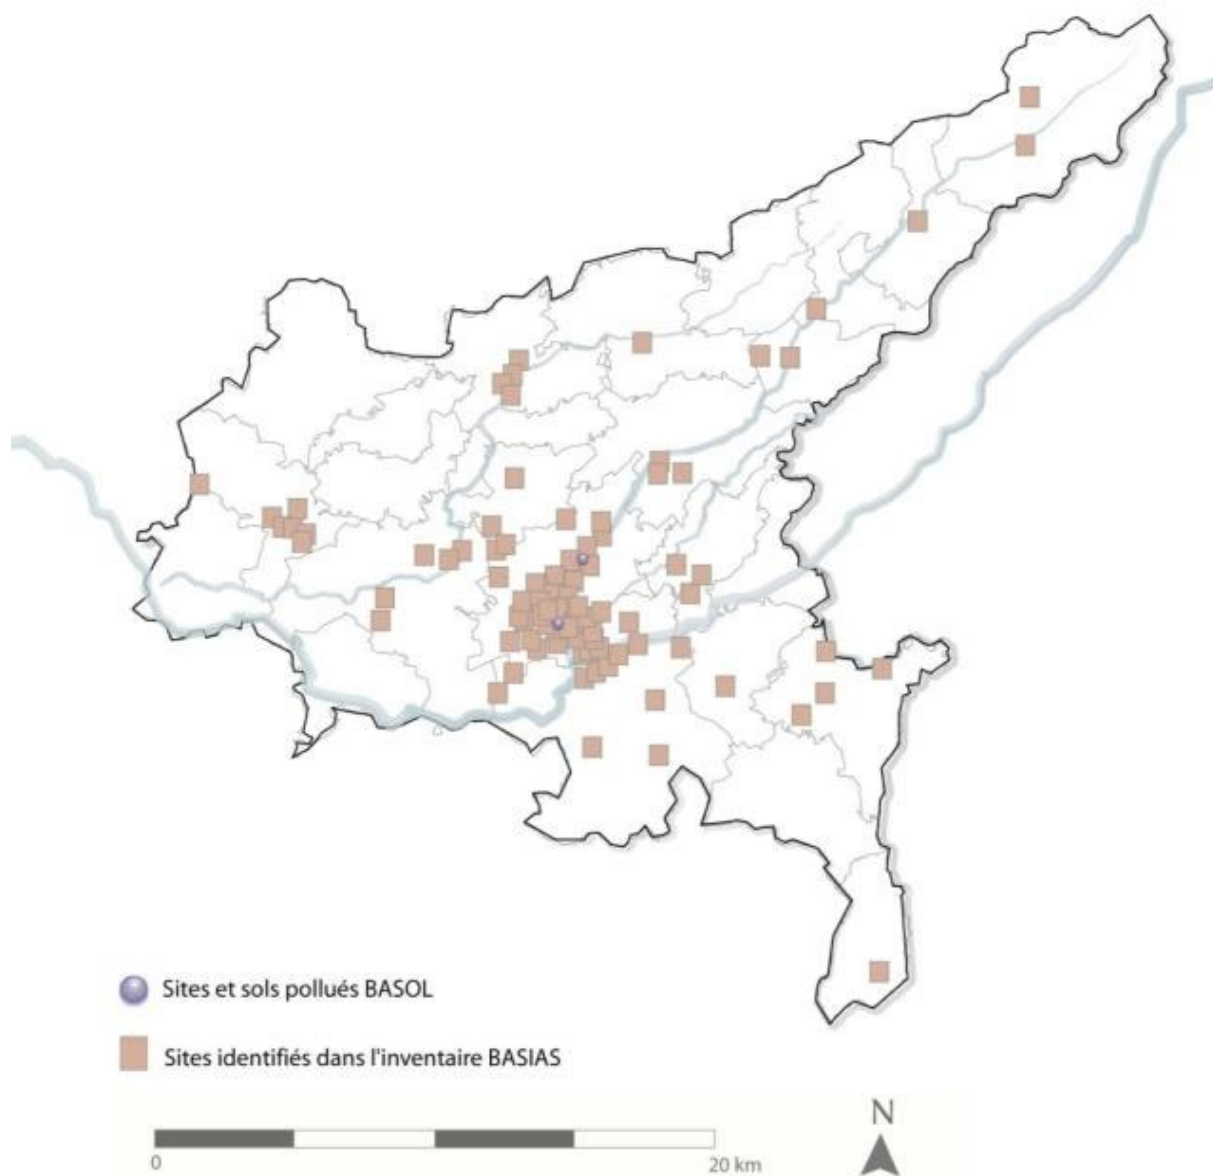 Sites et sols pollués BASOL
Sites identifiés dans l'inventaire BASIAS
N
0 20 km